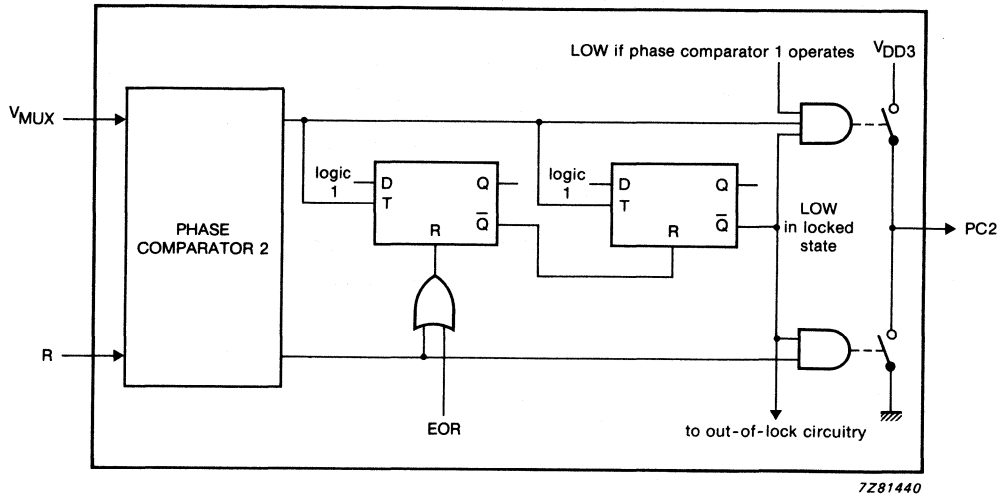 LOW if phase comparator 1 operates
VDD3
VMUX
logic
1
D
Q
T
R
Q̅
logic
1
D
Q
T
R
Q̅
LOW
in locked
state
PHASE
COMPARATOR 2
PC2
R
EOR
to out-of-lock circuitry
7Z81440